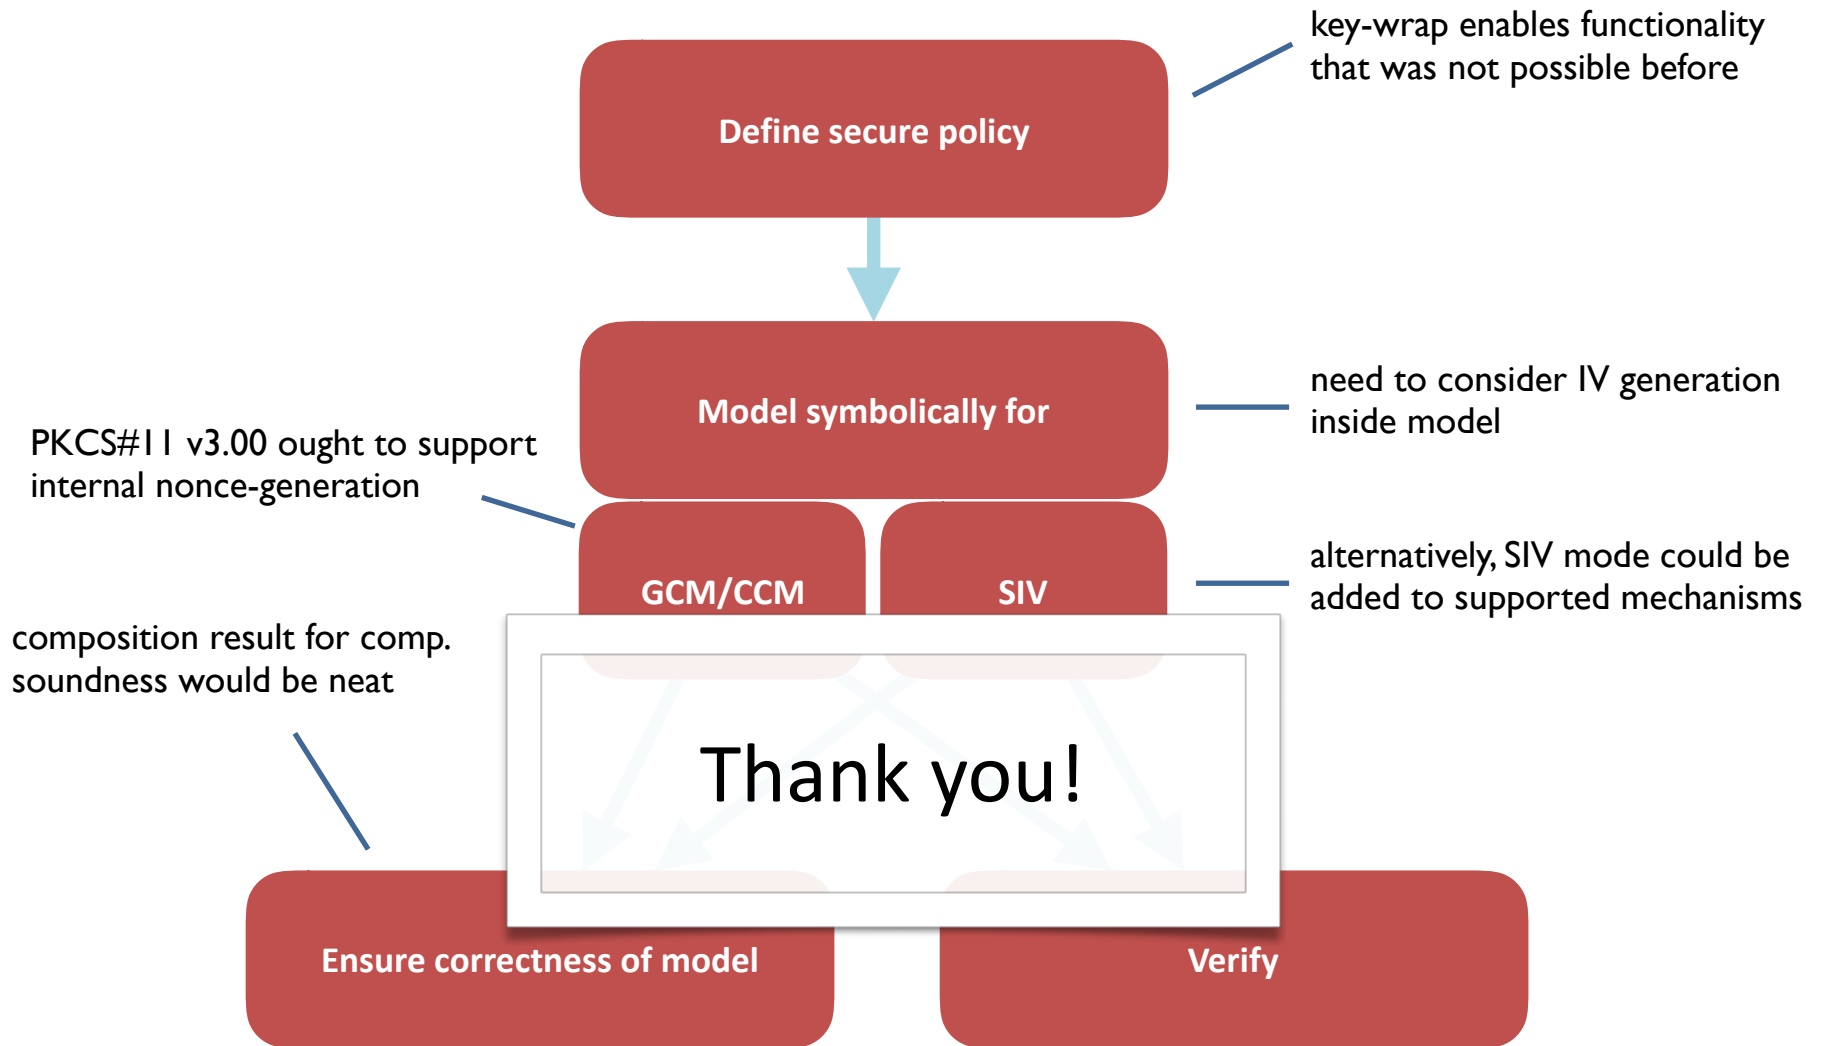 key-wrap enables functionality
that was not possible before
Define secure policy
need to consider IV generation
inside model
Model symbolically for
PKCS#11 v3.00 ought to support
internal nonce-generation
GCM/CCM
SIV
alternatively, SIV mode could be
added to supported mechanisms
composition result for comp.
soundness would be neat
Thank you!
Ensure correctness of model
Verify